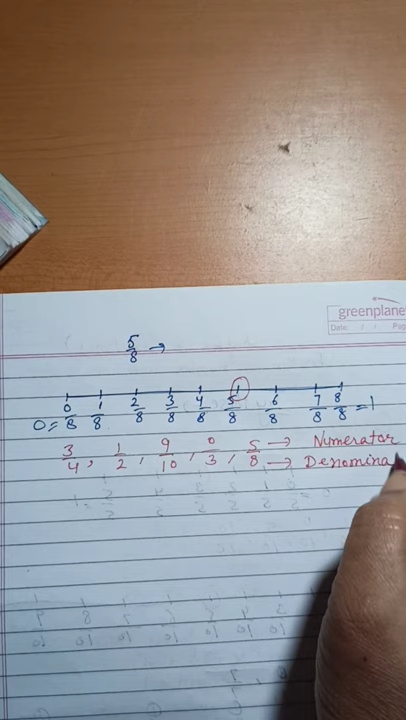 greenplane
Date / / Pag
5/8 →
0/8 1/8 2/8 3/8 4/8 5/8 6/8 7/8 8/8 = 1
0 =
3/4, 1/2, 9/10, 0/3, 5/8 → Numerator
→ Denomina